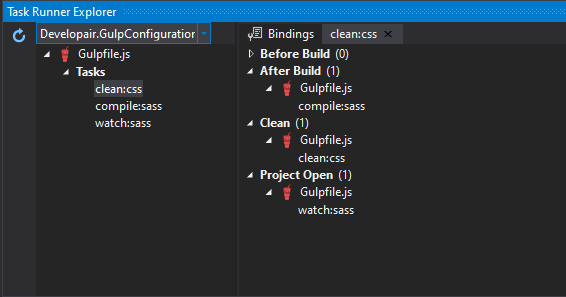 Task Runner Explorer
Developair.GulpConfiguration
Gulpfile.js
Tasks
clean:css
compile:sass
watch:sass
Bindings clean:css
Before Build (0)
After Build (1)
Gulpfile.js
compile:sass
Clean (1)
Gulpfile.js
clean:css
Project Open (1)
Gulpfile.js
watch:sass